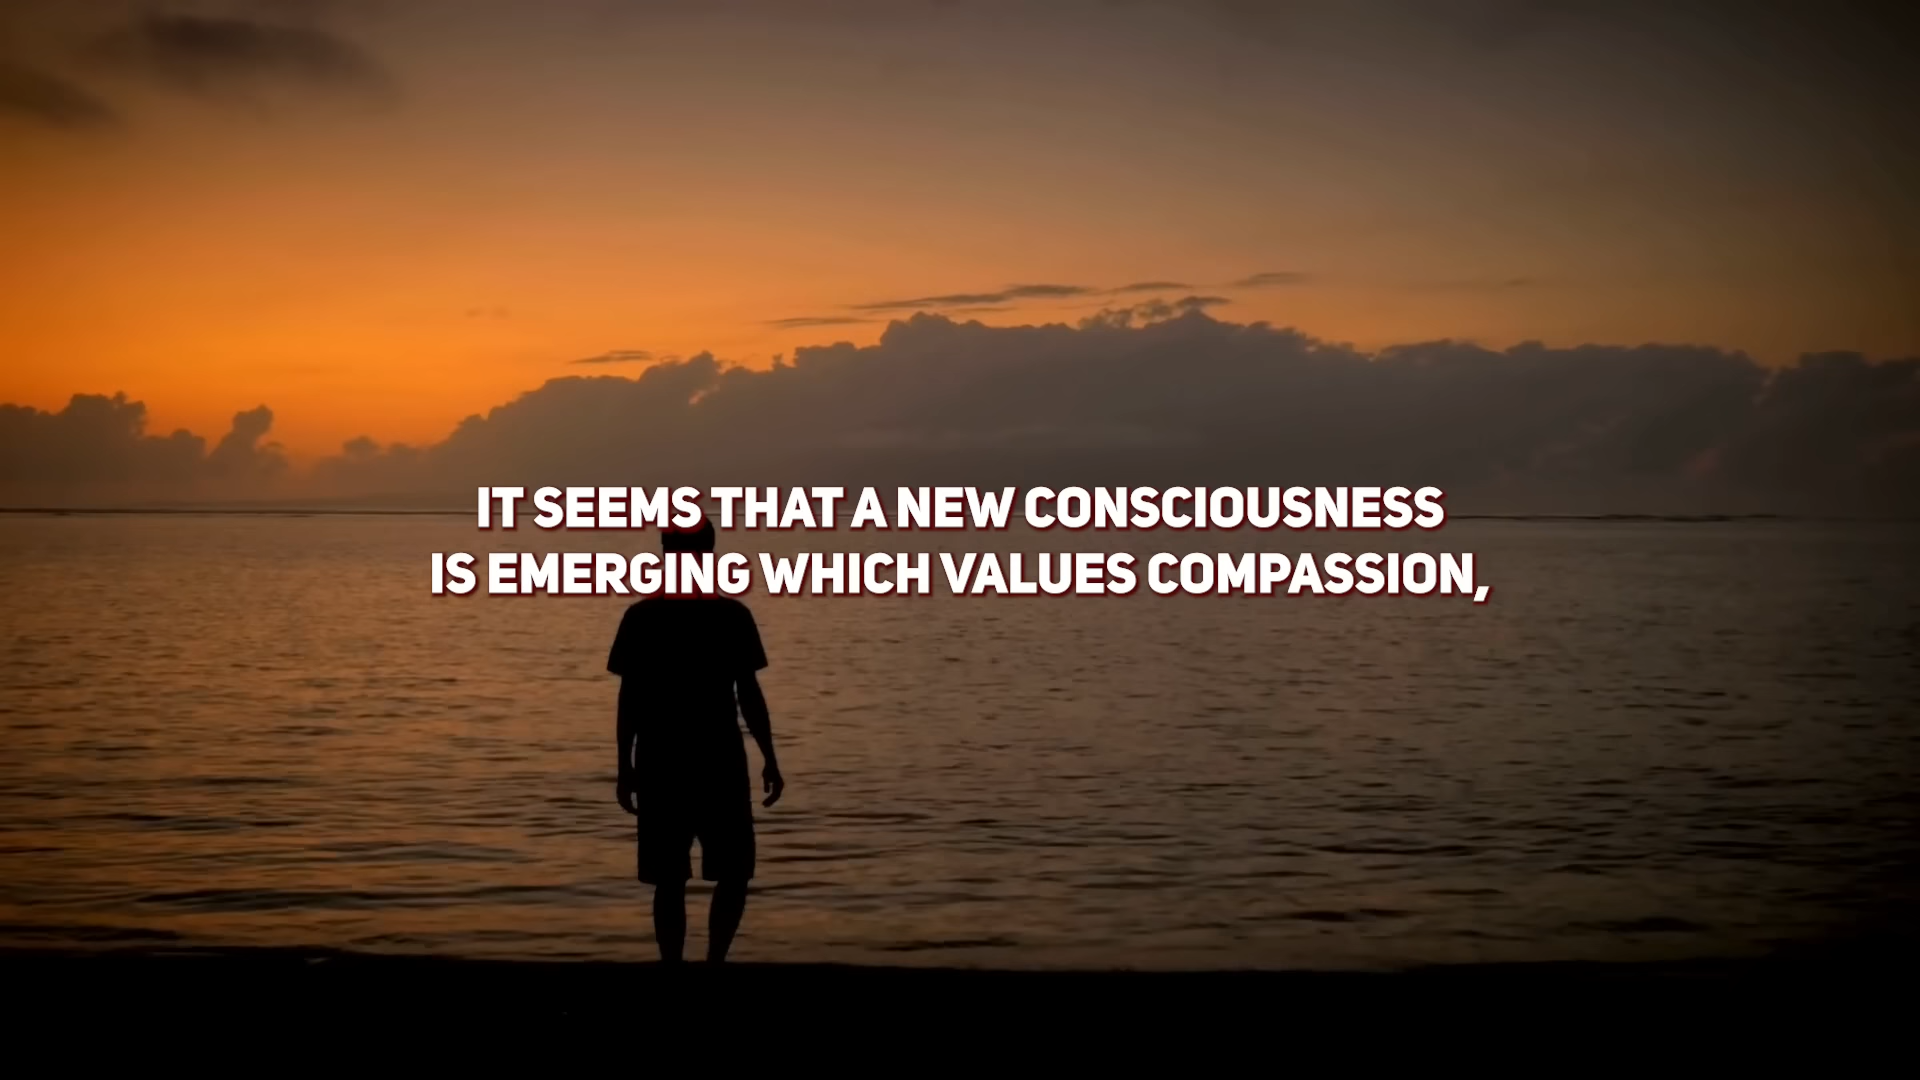 IT SEEMS THAT A NEW CONSCIOUSNESS
IS EMERGING WHICH VALUES COMPASSION,